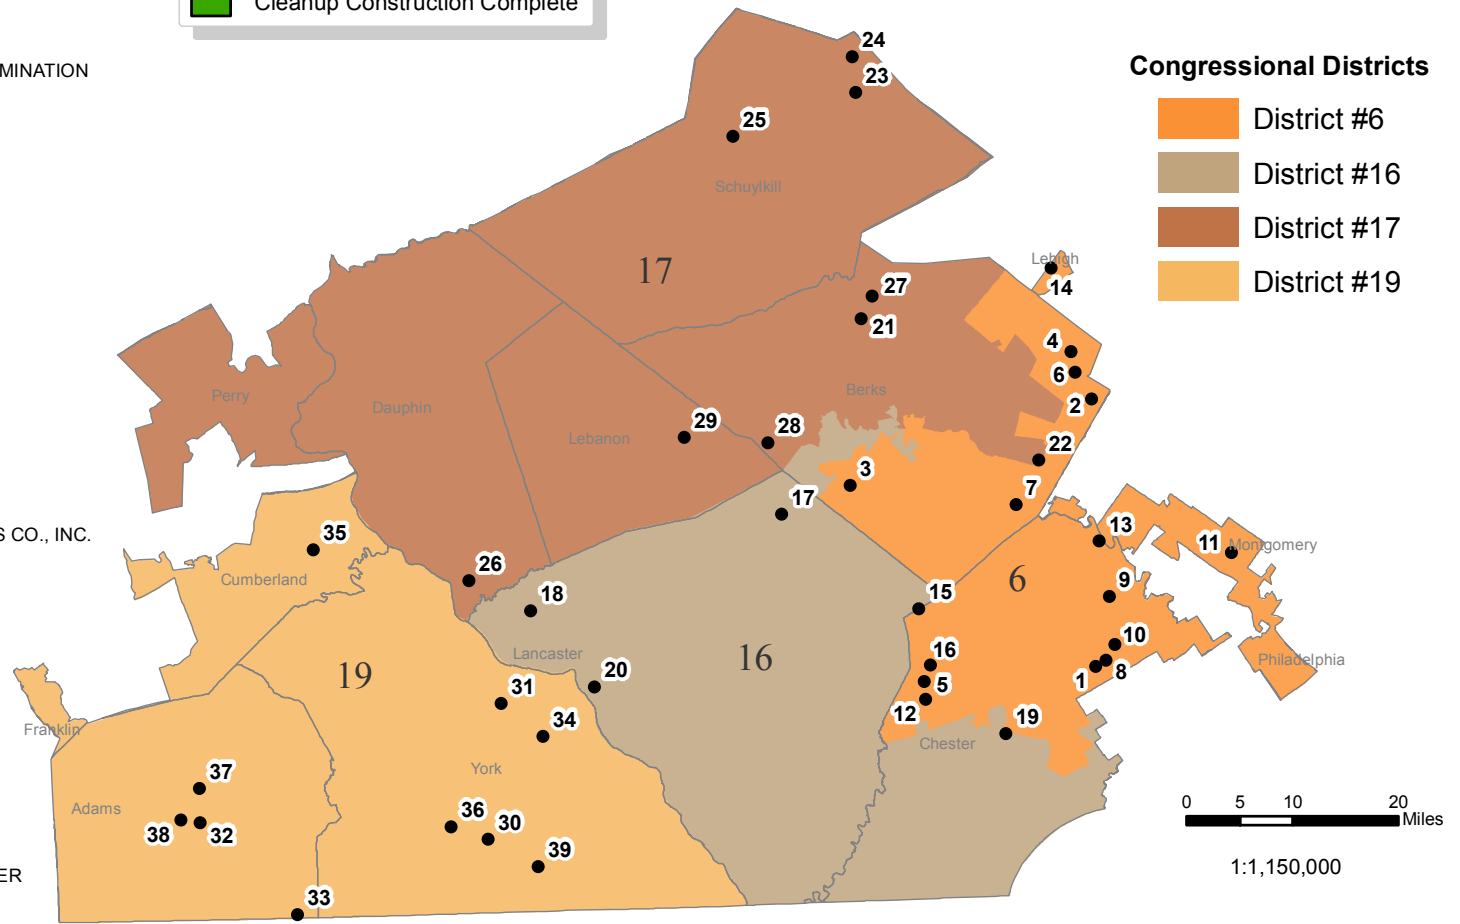 Cleanup Construction Complete
MINATION
S CO., INC.
ER
Congressional Districts
District #6
District #16
District #17
District #19
24
23
25
Schuylkill
17
Lehigh
14
27
21
4
6
2
Berks
22
Perry
Dauphin
Lebanon
29
28
3
7
17
13
11
Montgomery
35
Cumberland
26
18
15
6
9
10
16
8
1
Philadelphia
5
12
19
Chester
Lancaster
16
20
19
31
34
Franklin
York
37
Adams
38
32
36
30
39
33
0 5 10 20
Miles
1:1,150,000